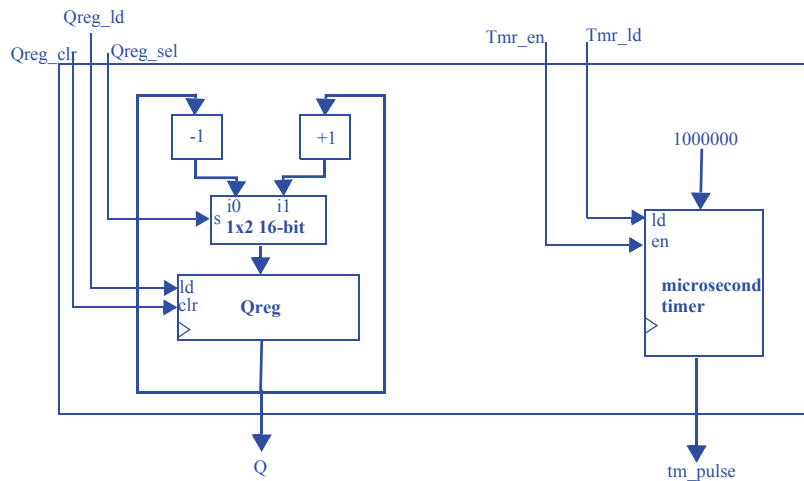 Qreg_ld
Qreg_clr
Qreg_sel
Tmr_en
Tmr_ld
-1
+1
1000000
i0 i1
s
1x2 16-bit
ld
clr
Qreg
ld
en
microsecond
timer
Q
tm_pulse